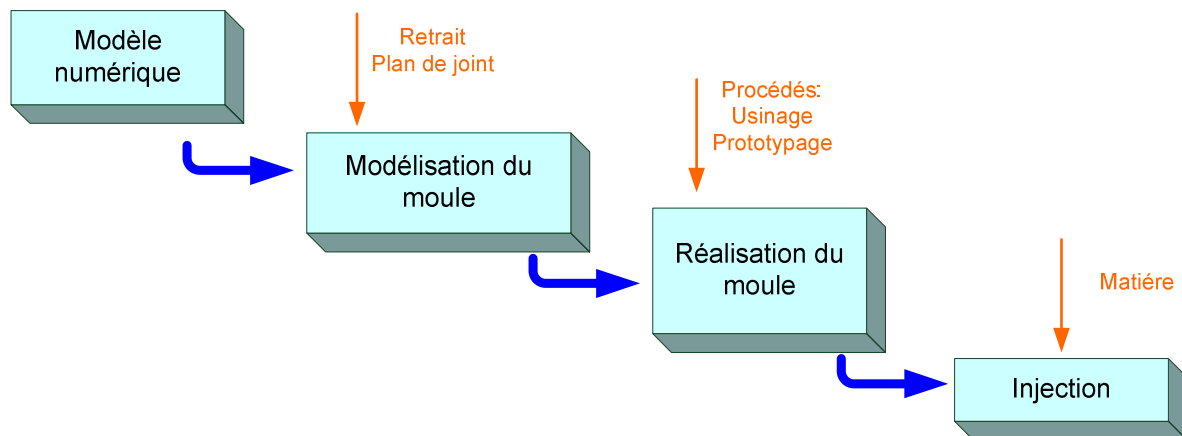 Modèle
numérique
Retrait
Plan de joint
Modélisation du
moule
Procédés:
Usinage
Prototypage
Réalisation du
moule
Matiére
Injection